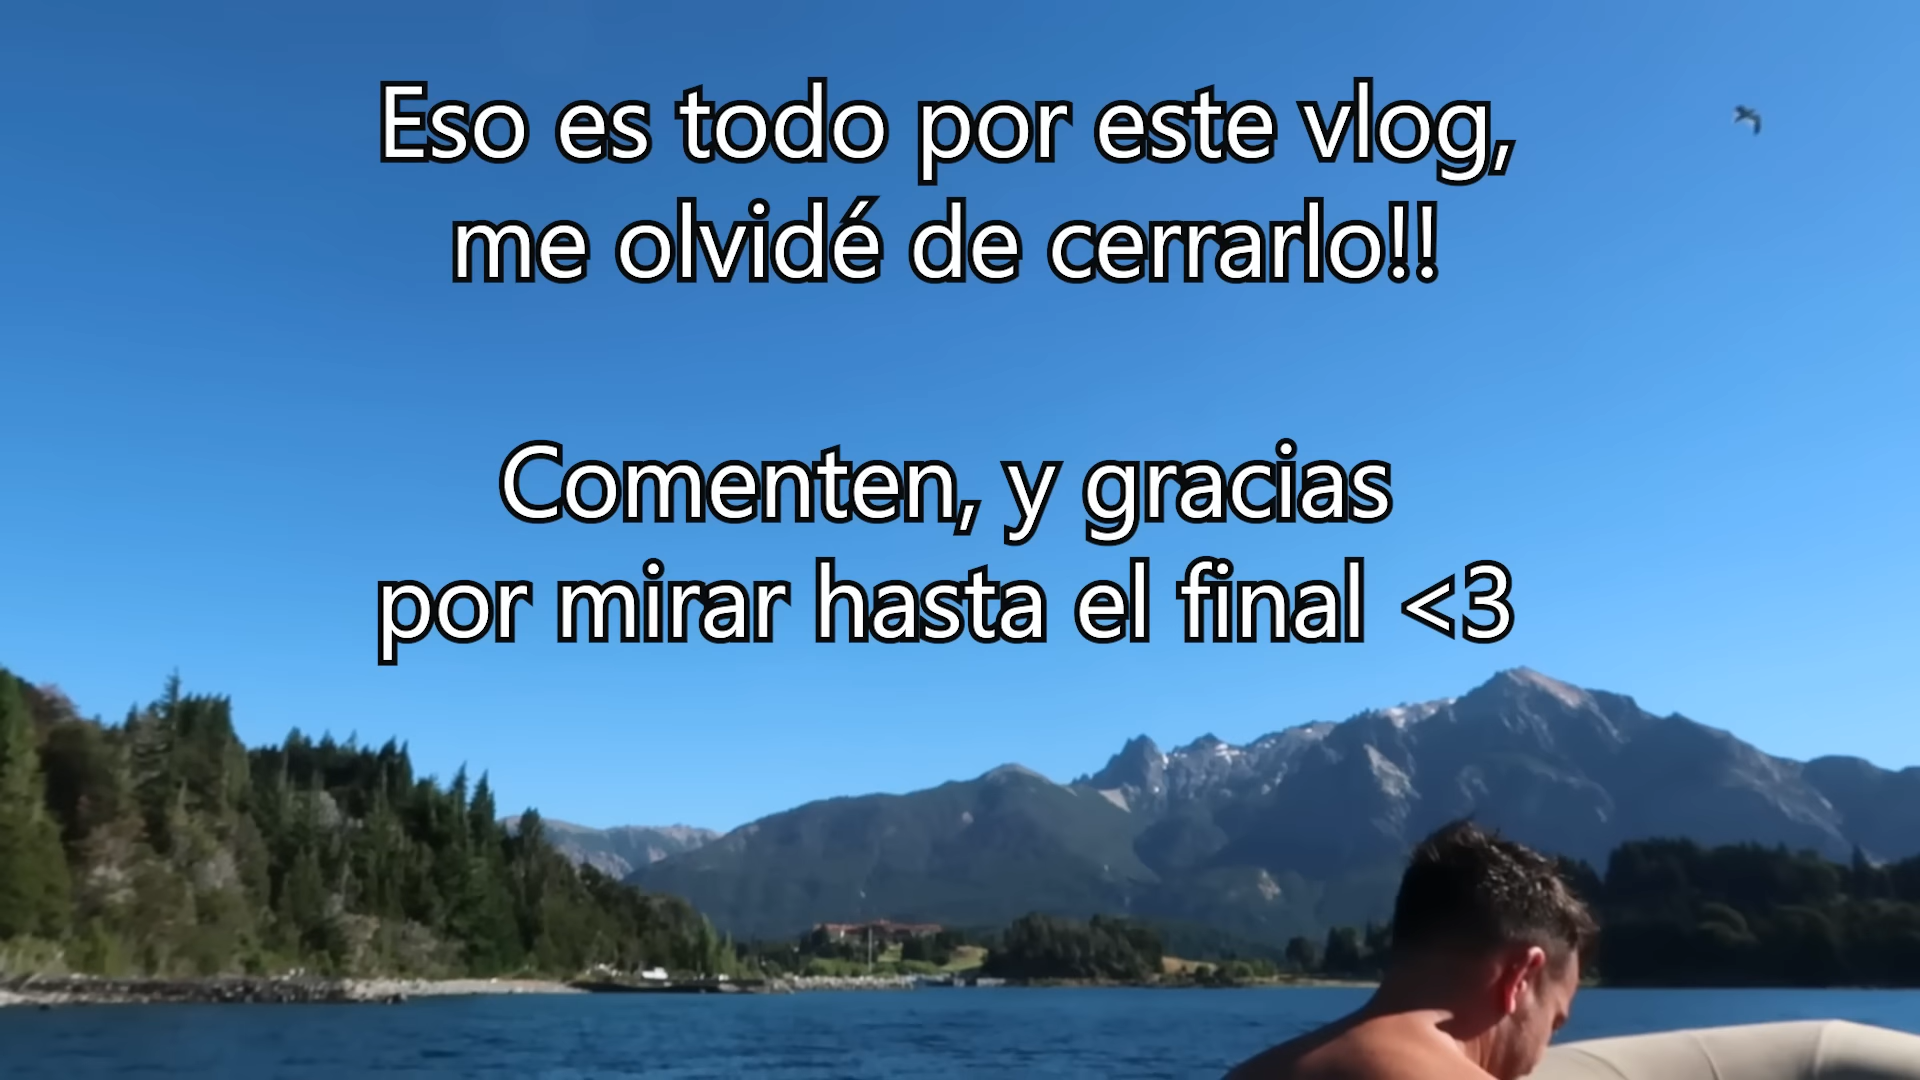 Eso es todo por este vlog,
me olvidé de cerrarlo!!
Comenten, y gracias
por mirar hasta el final <3